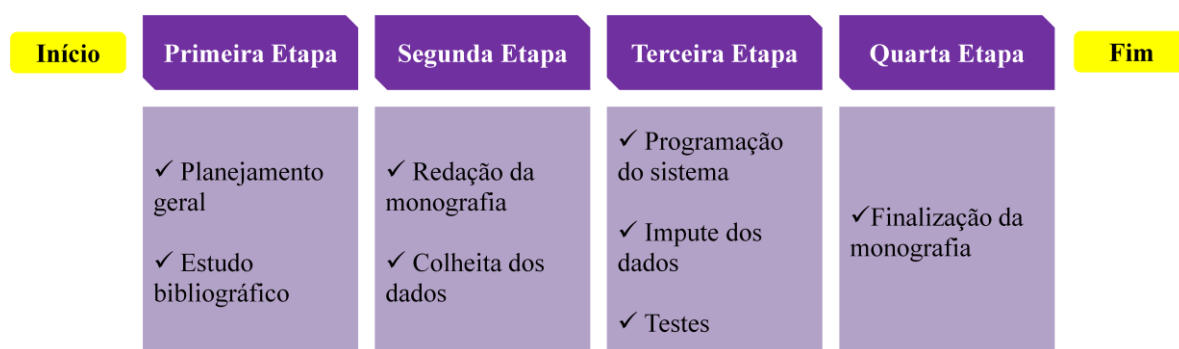 Início
Primeira Etapa
Segunda Etapa
Terceira Etapa
Quarta Etapa
Fim
✓ Planejamento
geral
✓ Estudo
bibliográfico
✓ Redação da
monografia
✓ Colheita dos
dados
✓ Programação
do sistema
✓ Impute dos
dados
✓ Testes
✓Finalização da
monografia